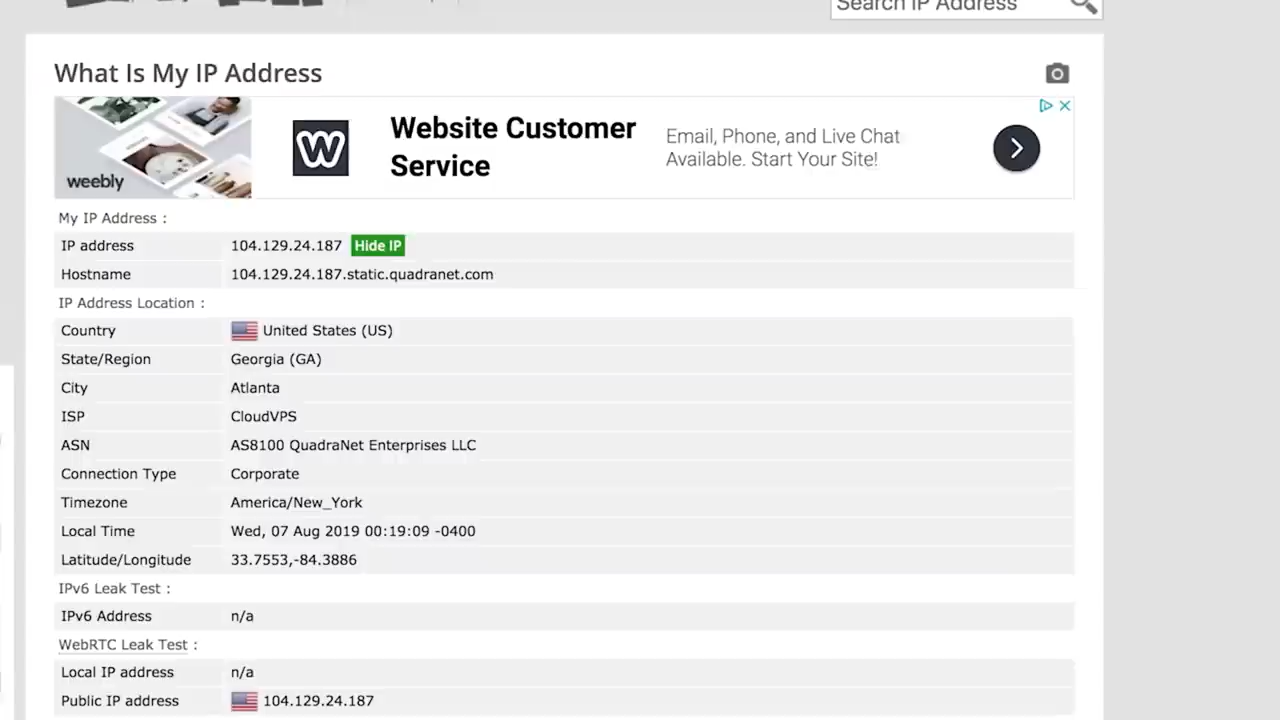 Search IP Address
What Is My IP Address
weebly
W
Website Customer
Service
Email, Phone, and Live Chat
Available. Start Your Site!
My IP Address :
IP address 104.129.24.187 Hide IP
Hostname 104.129.24.187.static.quadranet.com
IP Address Location :
Country United States (US)
State/Region Georgia (GA)
City Atlanta
ISP CloudVPS
ASN AS8100 QuadraNet Enterprises LLC
Connection Type Corporate
Timezone America/New_York
Local Time Wed, 07 Aug 2019 00:19:09 -0400
Latitude/Longitude 33.7553,-84.3886
IPv6 Leak Test :
IPv6 Address n/a
WebRTC Leak Test :
Local IP address n/a
Public IP address 104.129.24.187